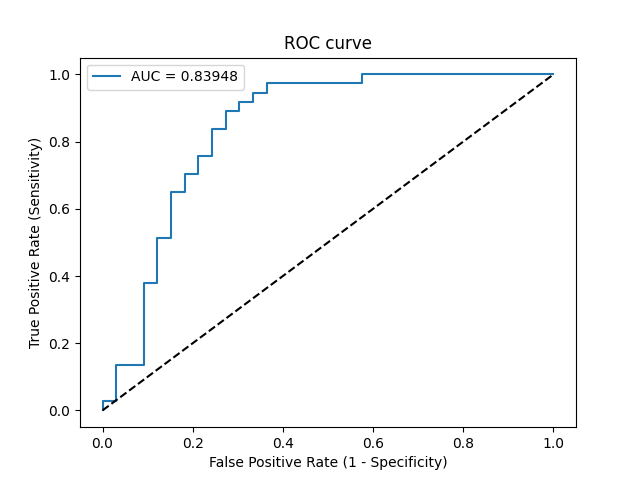 ROC curve
AUC = 0.83948
1.0
0.8
0.6
0.4
0.2
0.0
True Positive Rate (Sensitivity)
0.0 0.2 0.4 0.6 0.8 1.0
False Positive Rate (1 - Specificity)